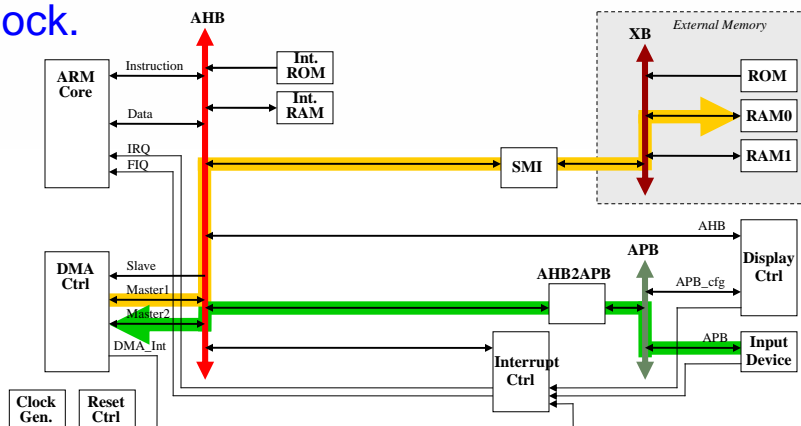 ock.
AHB
External Memory
XB
ARM
Core
Instruction
Int.
ROM
ROM
Int.
RAM
Data
RAM0
IRQ
FIQ
SMI
RAM1
AHB
DMA
Ctrl
Slave
APB
Display
Ctrl
AHB2APB
APB_cfg
Master1
Master2
DMA_Int
APB
Input
Device
Interrupt
Ctrl
Clock
Gen.
Reset
Ctrl